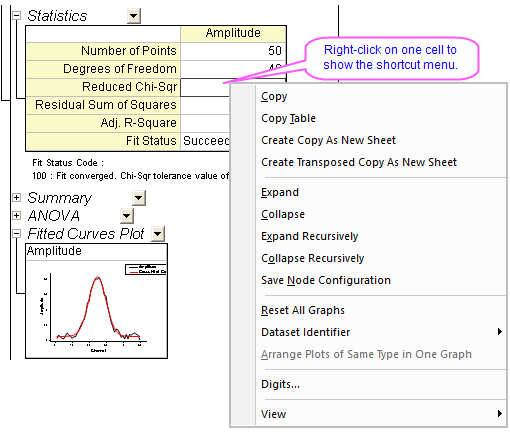 Statistics
Amplitude
Number of Points 50
Degrees of Freedom
Reduced Chi-Sqr
Residual Sum of Squares
Adj. R-Square
Fit Status Succeed
Right-click on one cell to
show the shortcut menu.
Fit Status Code :
100 : Fit converged. Chi-Sqr tolerance value of
Copy
Copy Table
Create Copy As New Sheet
Create Transposed Copy As New Sheet
Expand
Collapse
Expand Recursively
Collapse Recursively
Save Node Configuration
Reset All Graphs
Dataset Identifier
Arrange Plots of Same Type in One Graph
Digits...
View
Summary
ANOVA
Fitted Curves Plot
Amplitude
Amplitude
Amplitude
Channel